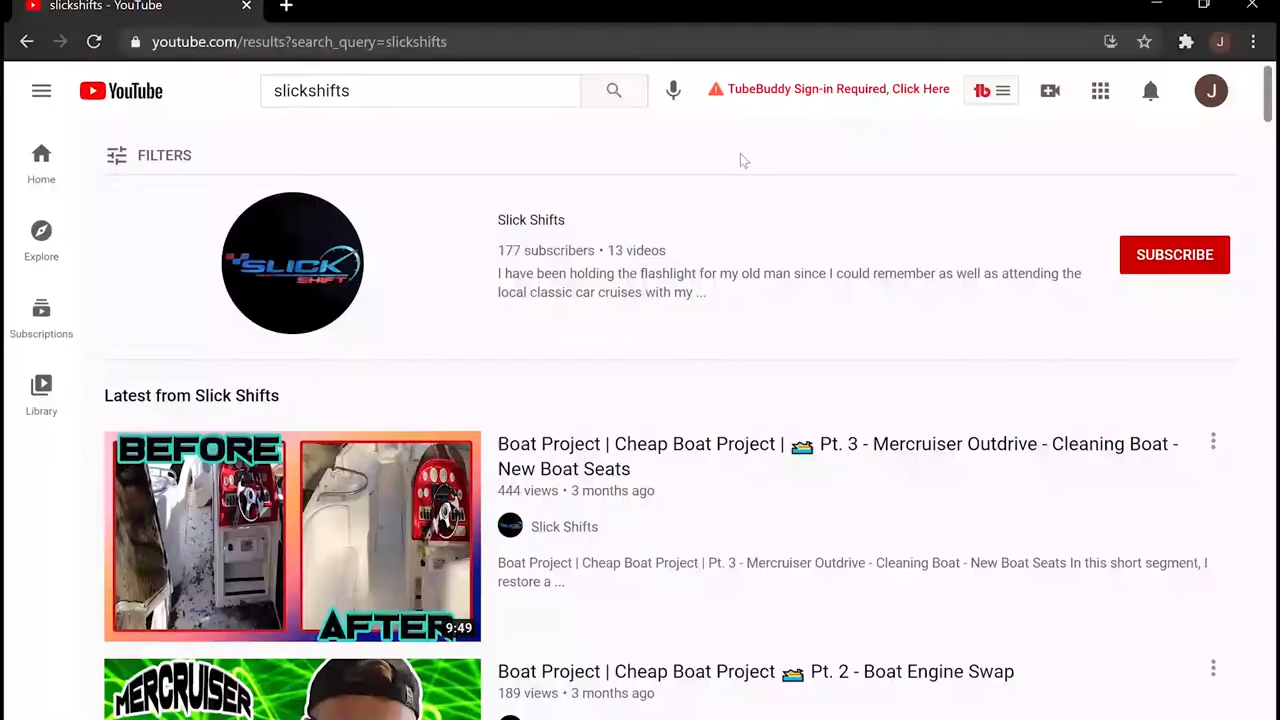 slickshifts - YouTube
youtube.com/results?search_query=slickshifts
J
YouTube
slickshifts
TubeBuddy Sign-in Required, Click Here
tb
J
Home
Explore
Subscriptions
Library
FILTERS
SLICK
SHIFT
Slick Shifts
177 subscribers • 13 videos
I have been holding the flashlight for my old man since I could remember as well as attending the
local classic car cruises with my ...
SUBSCRIBE
Latest from Slick Shifts
BEFORE
AFTER
9:49
Boat Project | Cheap Boat Project | 🚤 Pt. 3 - Mercruiser Outdrive - Cleaning Boat -
New Boat Seats
444 views • 3 months ago
Slick Shifts
Boat Project | Cheap Boat Project | Pt. 3 - Mercruiser Outdrive - Cleaning Boat - New Boat Seats In this short segment, I
restore a ...
MERCRUISER
Boat Project | Cheap Boat Project 🚤 Pt. 2 - Boat Engine Swap
189 views • 3 months ago